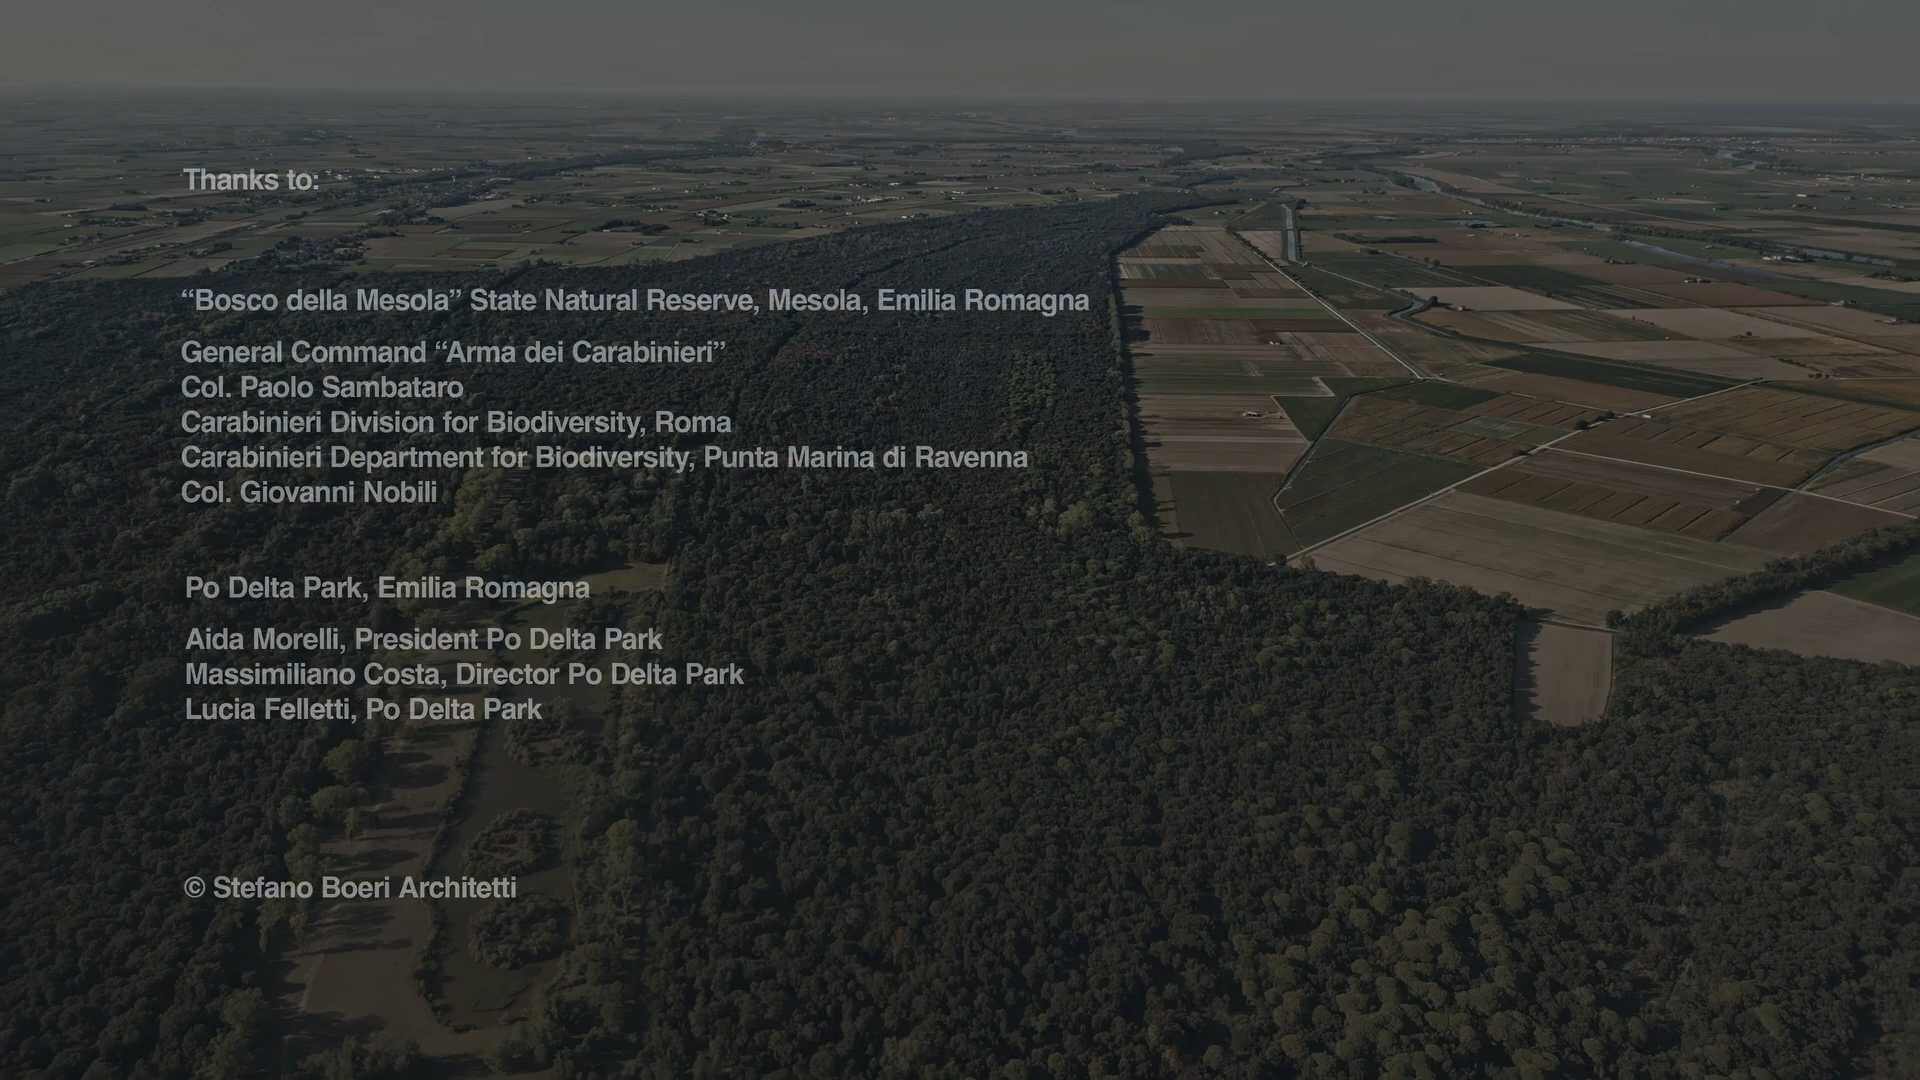 Thanks to:
“Bosco della Mesola” State Natural Reserve, Mesola, Emilia Romagna
General Command “Arma dei Carabinieri”
Col. Paolo Sambataro
Carabinieri Division for Biodiversity, Roma
Carabinieri Department for Biodiversity, Punta Marina di Ravenna
Col. Giovanni Nobili
Po Delta Park, Emilia Romagna
Aida Morelli, President Po Delta Park
Massimiliano Costa, Director Po Delta Park
Lucia Felletti, Po Delta Park
© Stefano Boeri Architetti